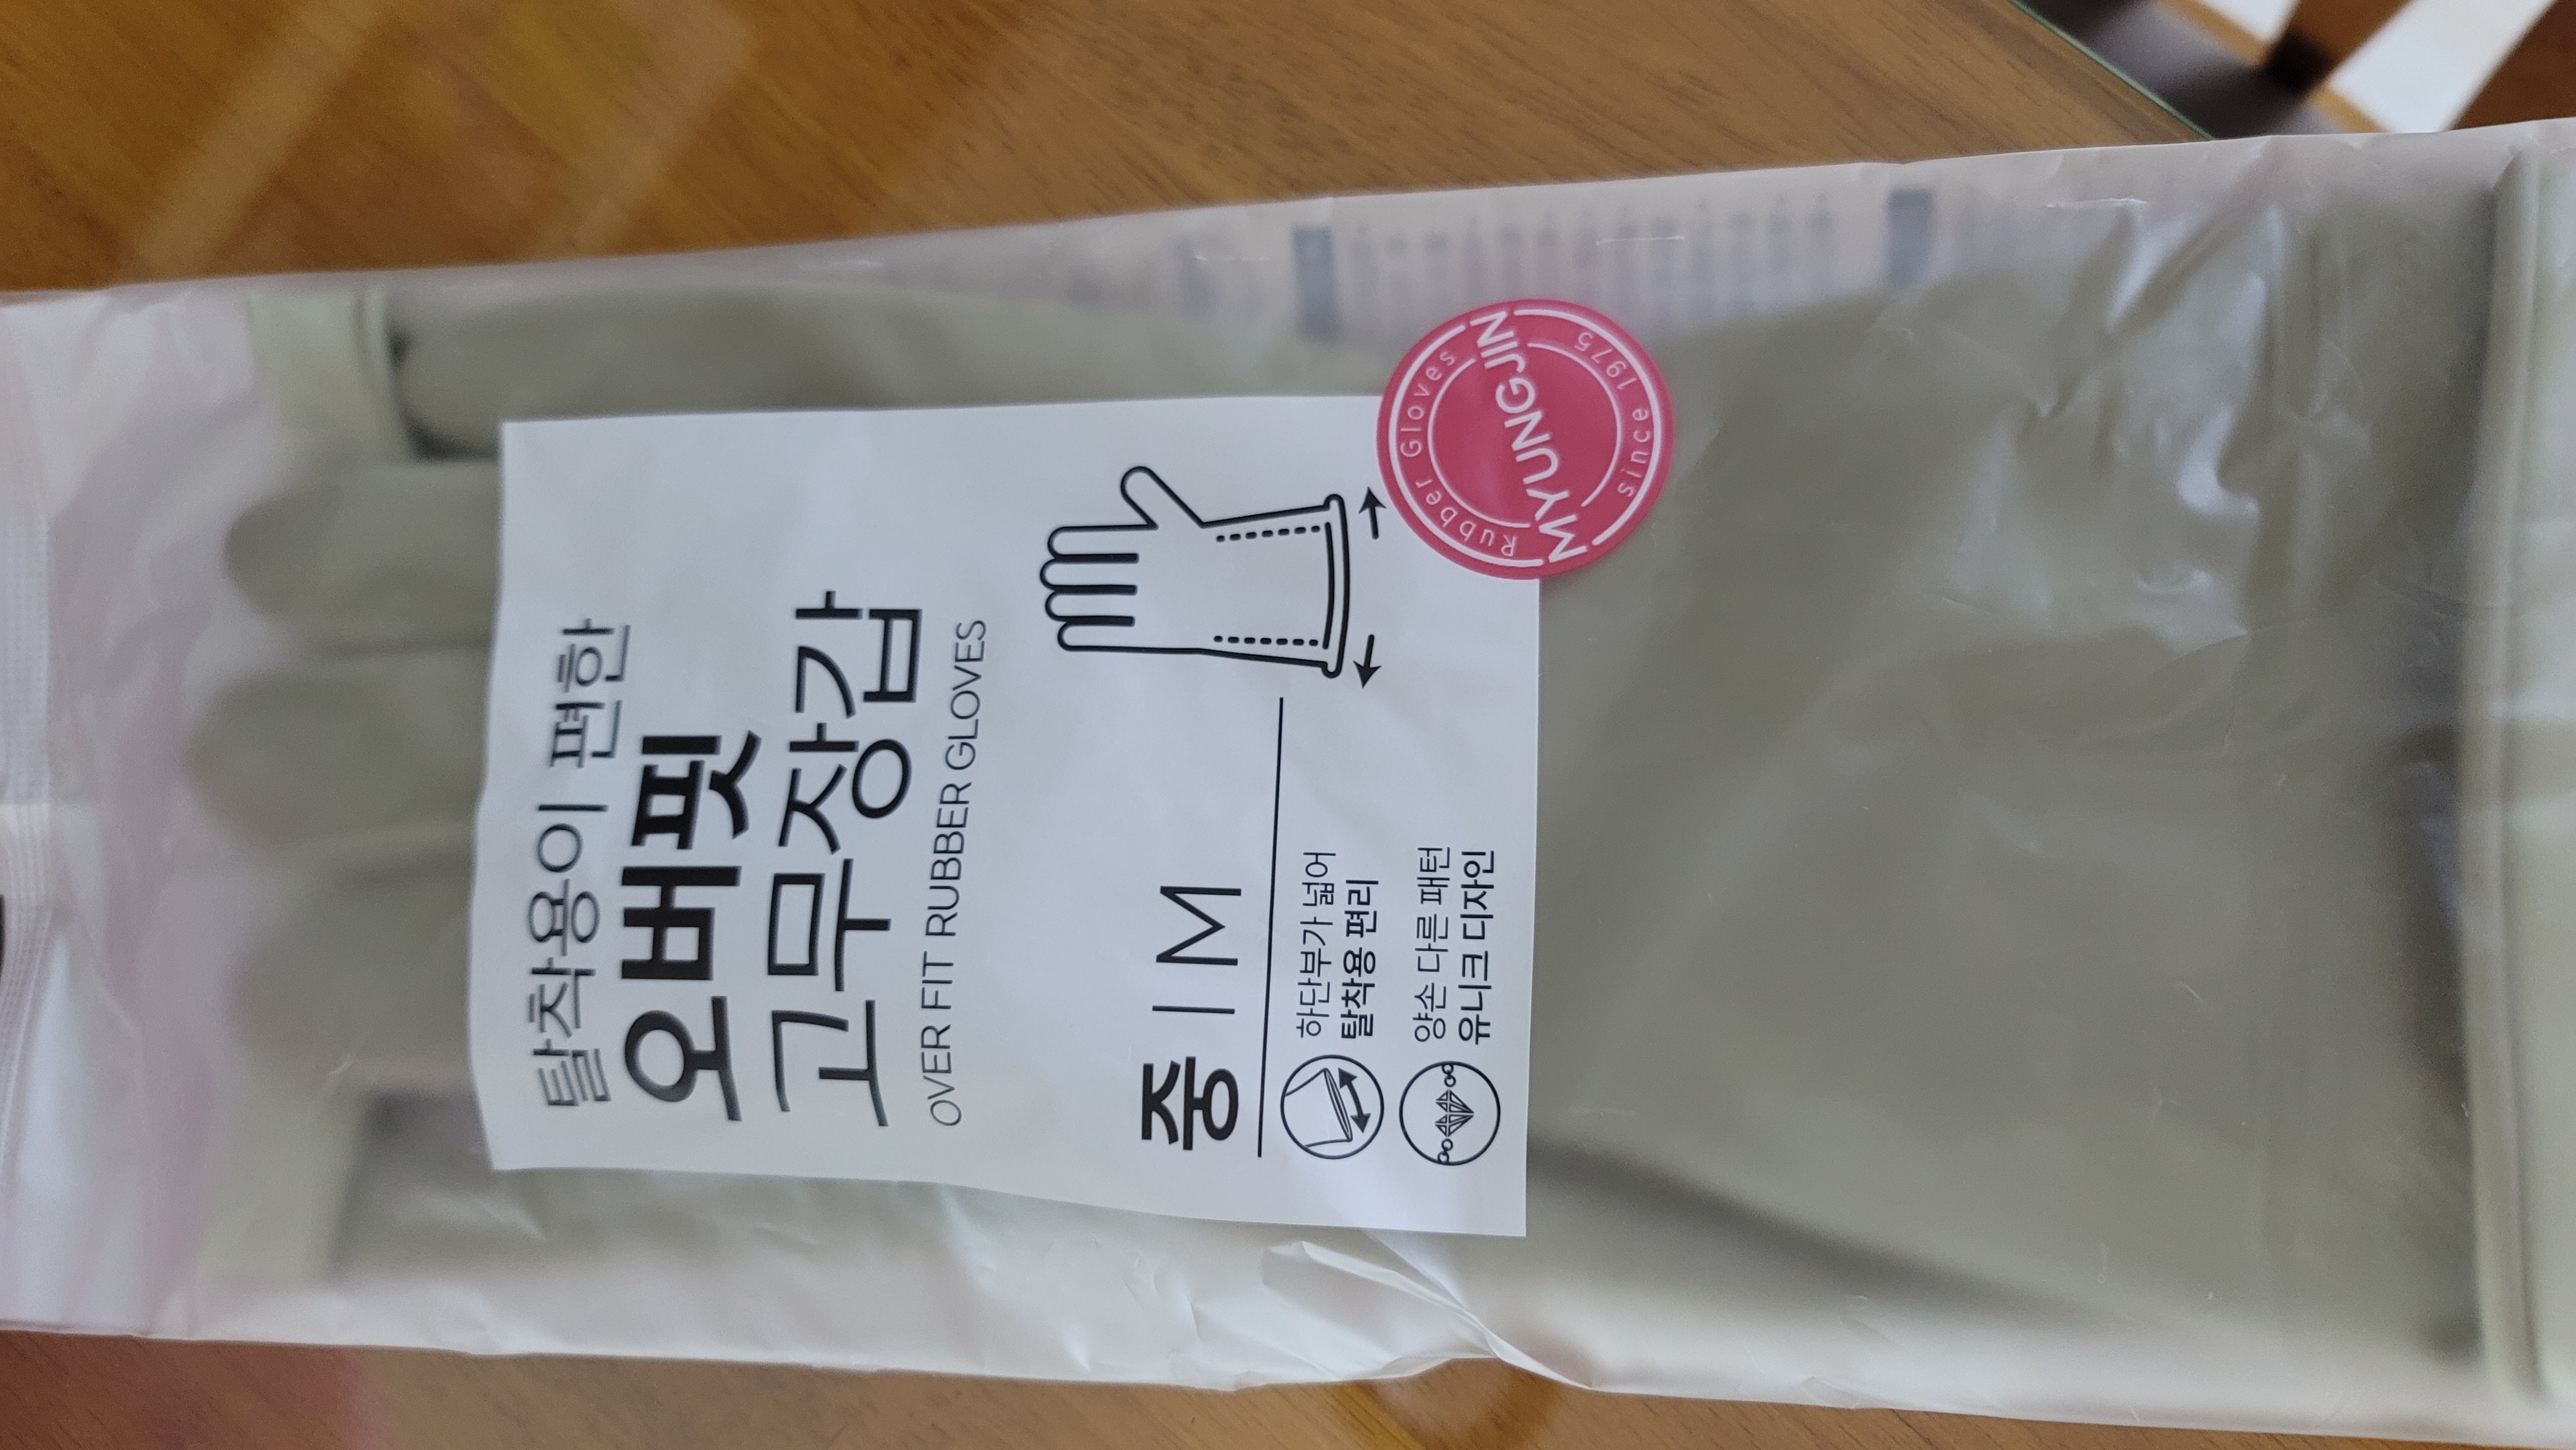 탈착용이 편한
오버핏
고무장갑
OVER FIT RUBBER GLOVES
중 | M
하단부가 넓어
탈착용 편리
양손 다른 패턴
유니크 디자인
Rubber Gloves
MYUNGJIN
since 1975